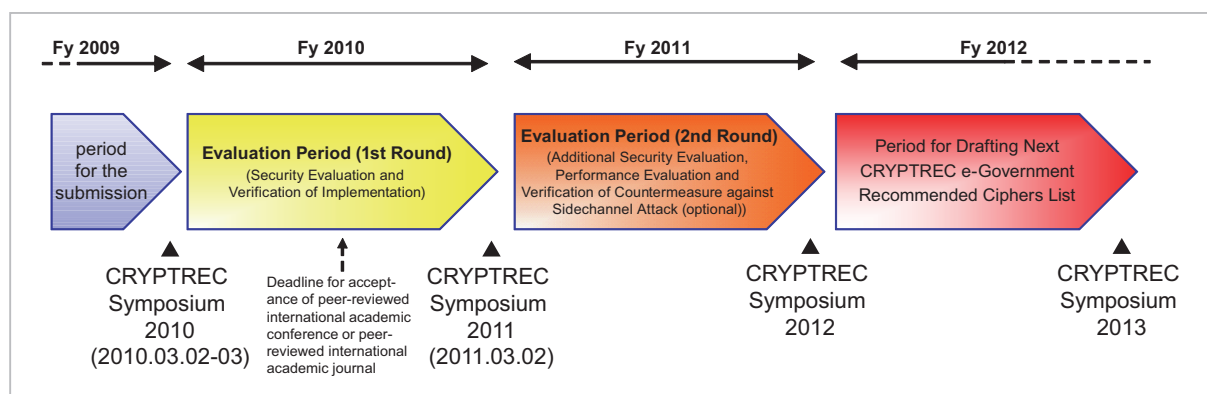 Fy 2009
Fy 2010
Fy 2011
Fy 2012
period
for the
submission
Evaluation Period (1st Round)
(Security Evaluation and
Verification of Implementation)
Evaluation Period (2nd Round)
(Additional Security Evaluation,
Performance Evaluation and
Verification of Countermeasure against
Sidechannel Attack (optional))
Period for Drafting Next
CRYPTREC e-Government
Recommended Ciphers List
CRYPTREC
Symposium
2010
(2010.03.02-03)
Deadline for accept-
ance of peer-reviewed
international academic
conference or peer-
reviewed international
academic journal
CRYPTREC
Symposium
2011
(2011.03.02)
CRYPTREC
Symposium
2012
CRYPTREC
Symposium
2013